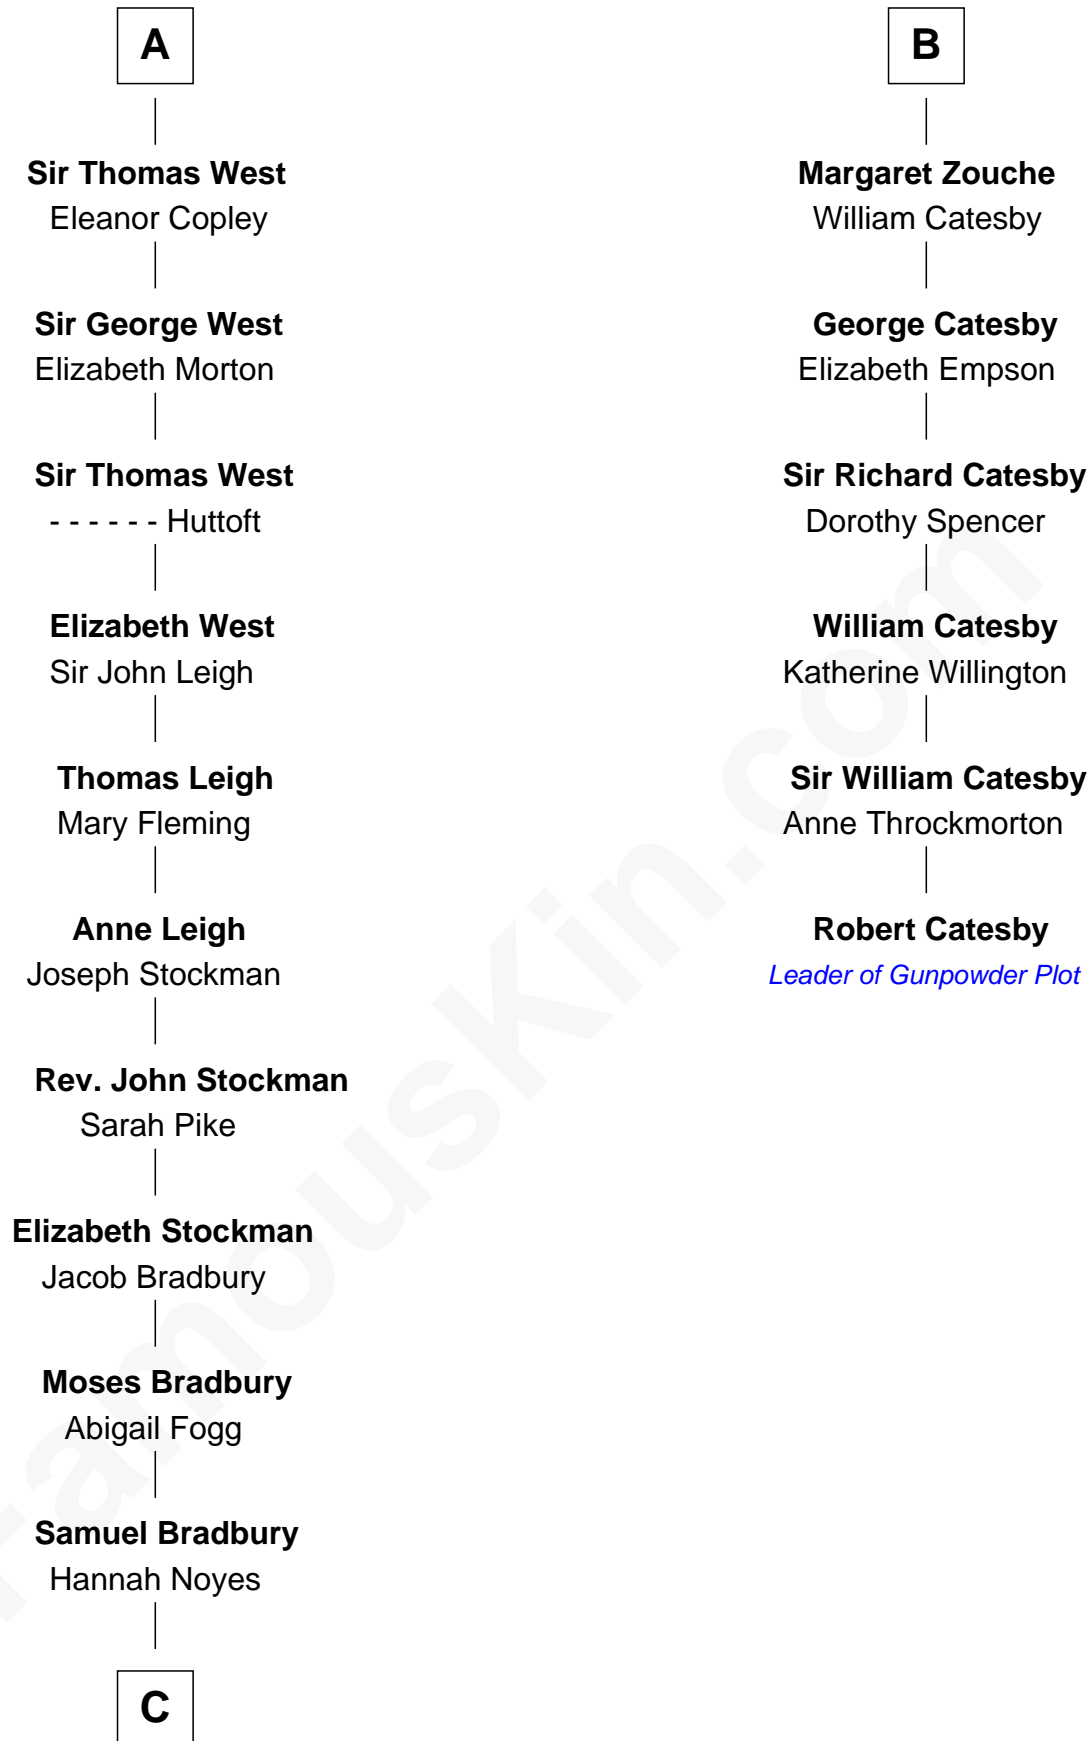 A
Sir Thomas West
Eleanor Copley
Sir George West
Elizabeth Morton
Sir Thomas West
- - - - - - Huttoft
Elizabeth West
Sir John Leigh
Thomas Leigh
Mary Fleming
Anne Leigh
Joseph Stockman
Rev. John Stockman
Sarah Pike
Elizabeth Stockman
Jacob Bradbury
Moses Bradbury
Abigail Fogg
Samuel Bradbury
Hannah Noyes
C
B
Margaret Zouche
William Catesby
George Catesby
Elizabeth Empson
Sir Richard Catesby
Dorothy Spencer
William Catesby
Katherine Willington
Sir William Catesby
Anne Throckmorton
Robert Catesby
Leader of Gunpowder Plot
FamousKin.com